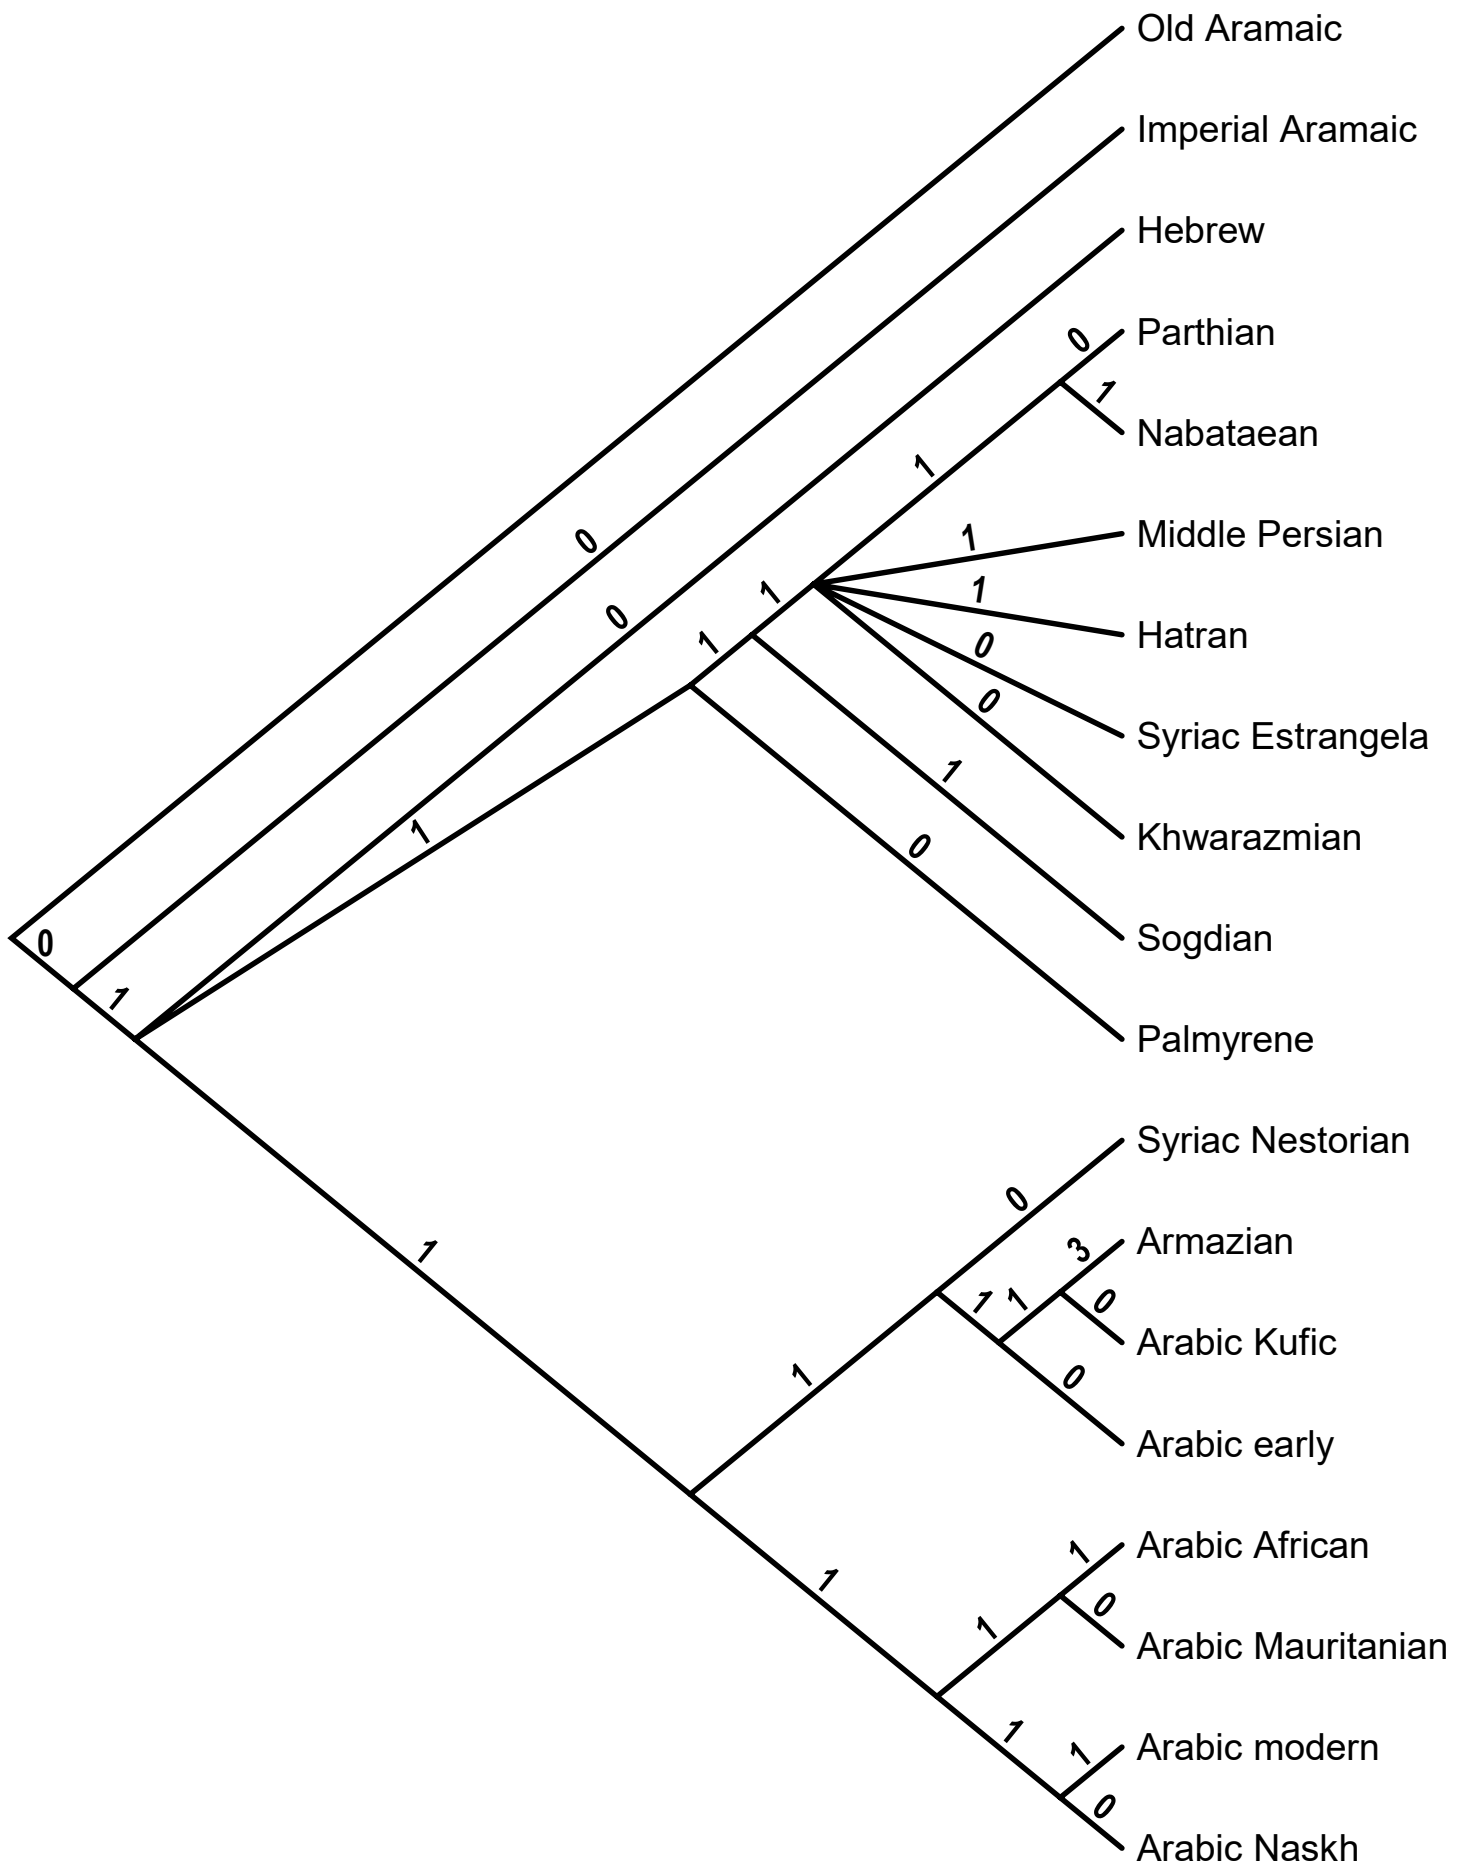 Old Aramaic
Imperial Aramaic
Hebrew
0 Parthian
1
Nabataean
1
1 Middle Persian
0
1
1
0 Hatran
1
0
0
Syriac Estrangela
1
1 Khwarazmian
0
0 Sogdian
1
Palmyrene
Syriac Nestorian
0
1 3 Armazian
1 1 0
Arabic Kufic
1 0
Arabic early
1 1 Arabic African
0
1
Arabic Mauritanian
1 1 Arabic modern
0
Arabic Naskh